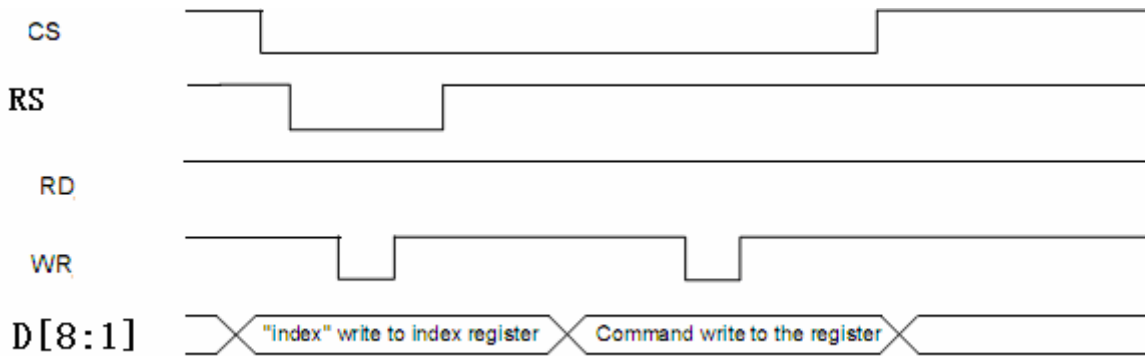 CS
RS
RD
WR
D[8:1]
"index" write to index register
Command write to the register